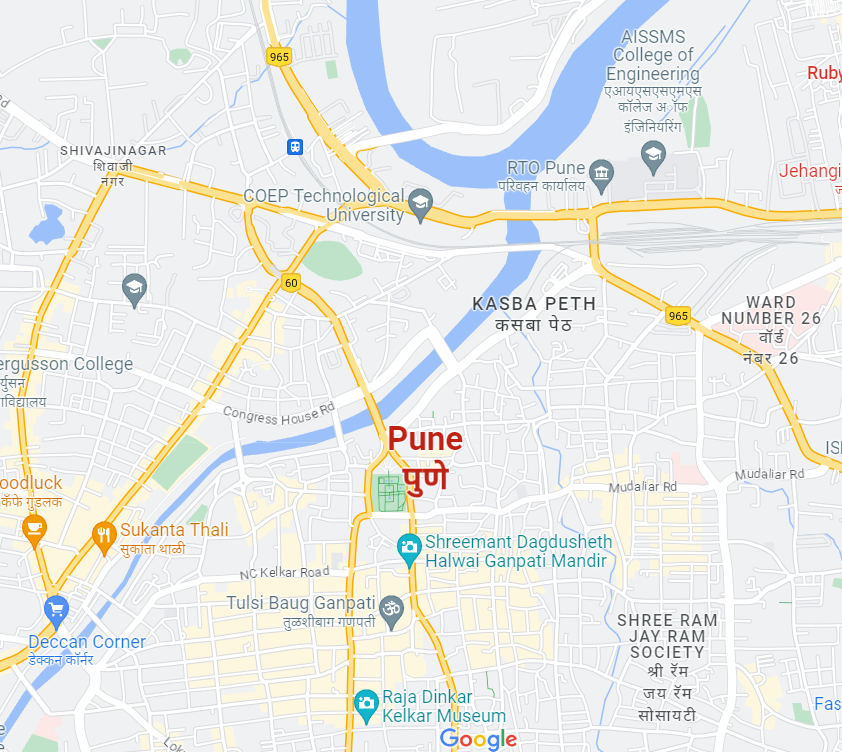 965
AISSMS
College of
Engineering
एआयएसएसएमएस
कॉलेज अॉफ
इंजिनियरिंग
Ruby
Rd
SHIVAJINAGAR
शिवाजी
नगर
RTO Pune
परिवहन कार्यालय
Jehangi
COEP Technological
University
60
KASBA PETH
कसबा पेठ
965
WARD
NUMBER 26
वॉर्ड
नंबर 26
ergusson College
र्युसन
ाविद्यालय
Congress House Rd
Pune
पुणे
Mudaliar Rd
Mudaliar Rd
oodluck
कॅफे गुडलक
Sukanta Thali
सुकांता थाळी
Shreemant Dagdusheth
Halwai Ganpati Mandir
NC Kelkar Road
Tulsi Baug Ganpati
तुळशीबाग गणपती
Deccan Corner
डेक्कन कॉर्नर
SHREE RAM
JAY RAM
SOCIETY
श्री रॅम
जय रॅम
सोसायटी
Raja Dinkar
Kelkar Museum
Fas
Google